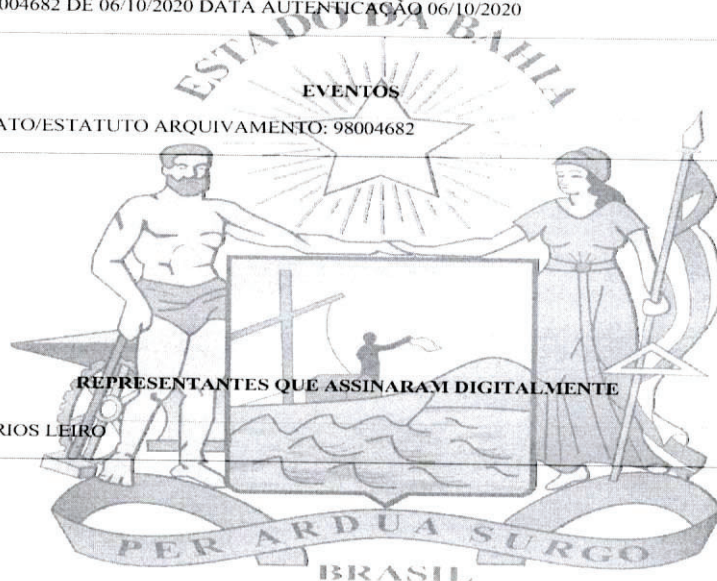 004682 DE 06/10/2020 DATA AUTENTICAÇÃO 06/10/2020
ESTADO DA BAHIA
EVENTOS
ATO/ESTATUTO ARQUIVAMENTO: 98004682
REPRESENTANTES QUE ASSINARAM DIGITALMENTE
RIOS LEIRO
PER ARDUA SURGO
BRASIL